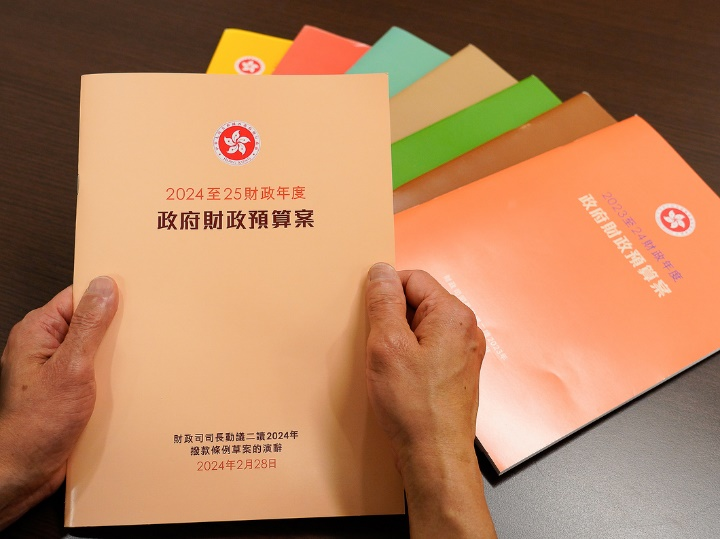 2024至25財政年度
政府財政預算案
財政司司長動議二讀2024年
撥款條例草案的演辭
2024年2月28日
2023至24財政年度
政府財政預算案